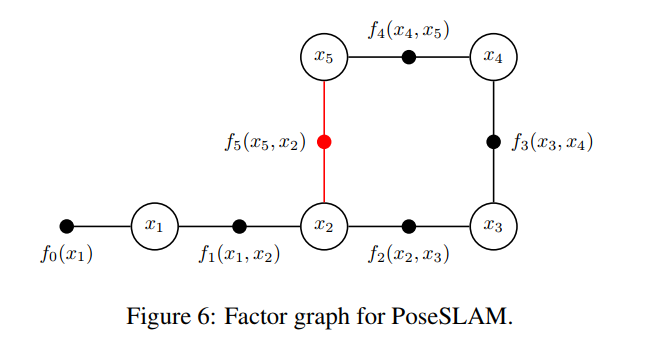 f₄(x₄, x₅)
x₅
x₄
f₅(x₅, x₂)
f₃(x₃, x₄)
x₁
x₂
x₃
f₀(x₁)
f₁(x₁, x₂)
f₂(x₂, x₃)
Figure 6: Factor graph for PoseSLAM.